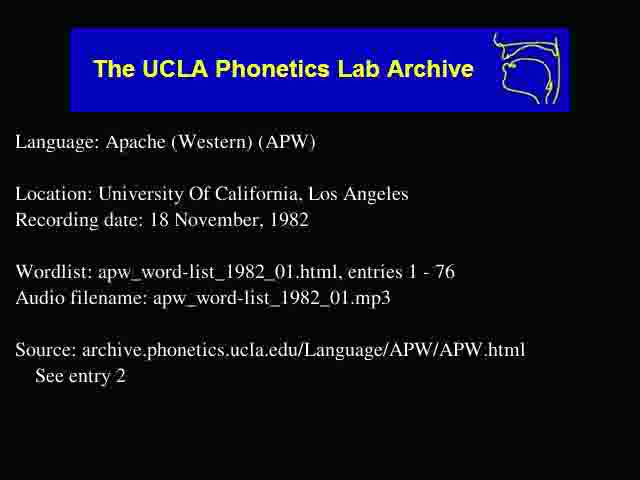 The UCLA Phonetics Lab Archive
Language: Apache (Western) (APW)
Location: University Of California, Los Angeles
Recording date: 18 November, 1982
Wordlist: apw_word-list_1982_01.html, entries 1 - 76
Audio filename: apw_word-list_1982_01.mp3
Source: archive.phonetics.ucla.edu/Language/APW/APW.html
See entry 2